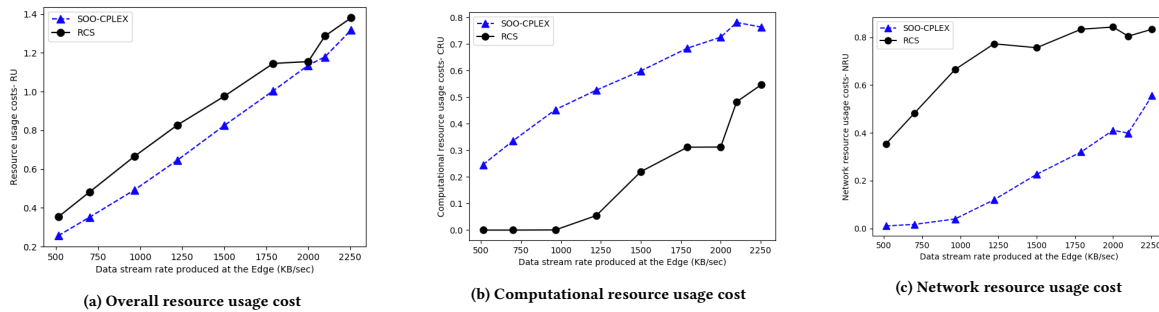 SOO-CPLEX
RCS
Resource usage costs- RU
1.4
1.2
1.0
0.8
0.6
0.4
0.2
500 750 1000 1250 1500 1750 2000 2250
Data stream rate produced at the Edge (KB/sec)
(a) Overall resource usage cost
SOO-CPLEX
RCS
Computational resource usage costs- CRU
0.8
0.7
0.6
0.5
0.4
0.3
0.2
0.1
0.0
500 750 1000 1250 1500 1750 2000 2250
Data stream rate produced at the Edge (KB/sec)
(b) Computational resource usage cost
SOO-CPLEX
RCS
Network resource usage costs- NRU
0.8
0.6
0.4
0.2
0.0
500 750 1000 1250 1500 1750 2000 2250
Data stream rate produced at the Edge (KB/sec)
(c) Network resource usage cost